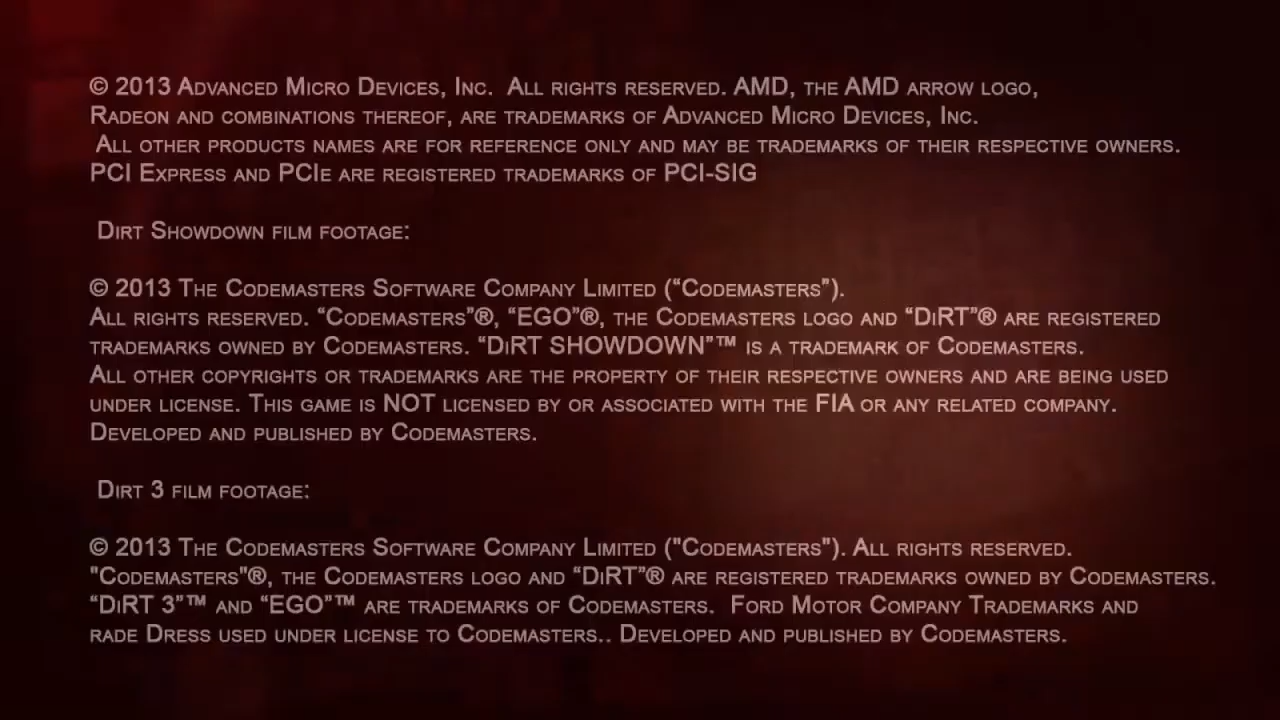 © 2013 Advanced Micro Devices, Inc. All rights reserved. AMD, the AMD arrow logo,
Radeon and combinations thereof, are trademarks of Advanced Micro Devices, Inc.
All other products names are for reference only and may be trademarks of their respective owners.
PCI Express and PCIe are registered trademarks of PCI-SIG
Dirt Showdown film footage:
© 2013 The Codemasters Software Company Limited (“Codemasters”).
All rights reserved. “Codemasters”®, “EGO”®, the Codemasters logo and “DiRT”® are registered
trademarks owned by Codemasters. “DiRT SHOWDOWN”™ is a trademark of Codemasters.
All other copyrights or trademarks are the property of their respective owners and are being used
under license. This game is NOT licensed by or associated with the FIA or any related company.
Developed and published by Codemasters.
Dirt 3 film footage:
© 2013 The Codemasters Software Company Limited ("Codemasters"). All rights reserved.
"Codemasters"®, the Codemasters logo and “DiRT”® are registered trademarks owned by Codemasters.
“DiRT 3”™ and “EGO”™ are trademarks of Codemasters. Ford Motor Company Trademarks and
rade Dress used under license to Codemasters.. Developed and published by Codemasters.